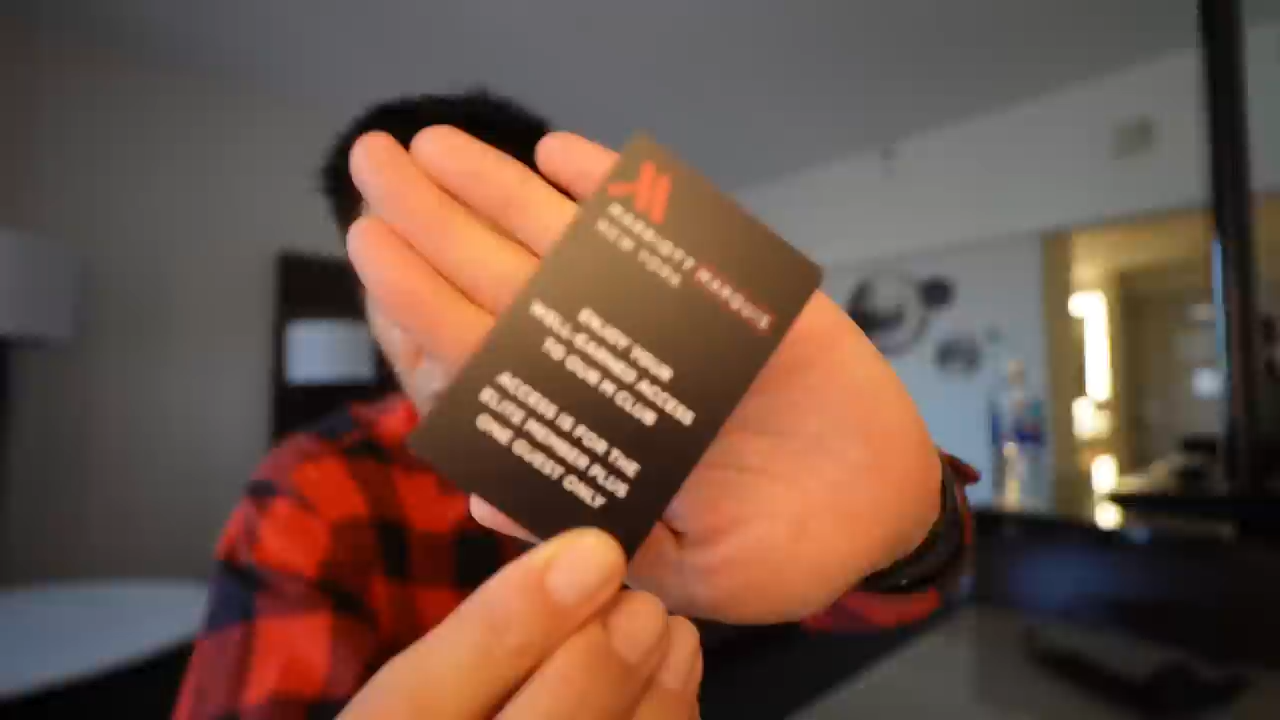 MARRIOTT MARQUIS
NEW YORK
ENJOY YOUR
WELL-EARNED ACCESS
TO OUR M CLUB
ACCESS IS FOR THE
ELITE MEMBER PLUS
ONE GUEST ONLY